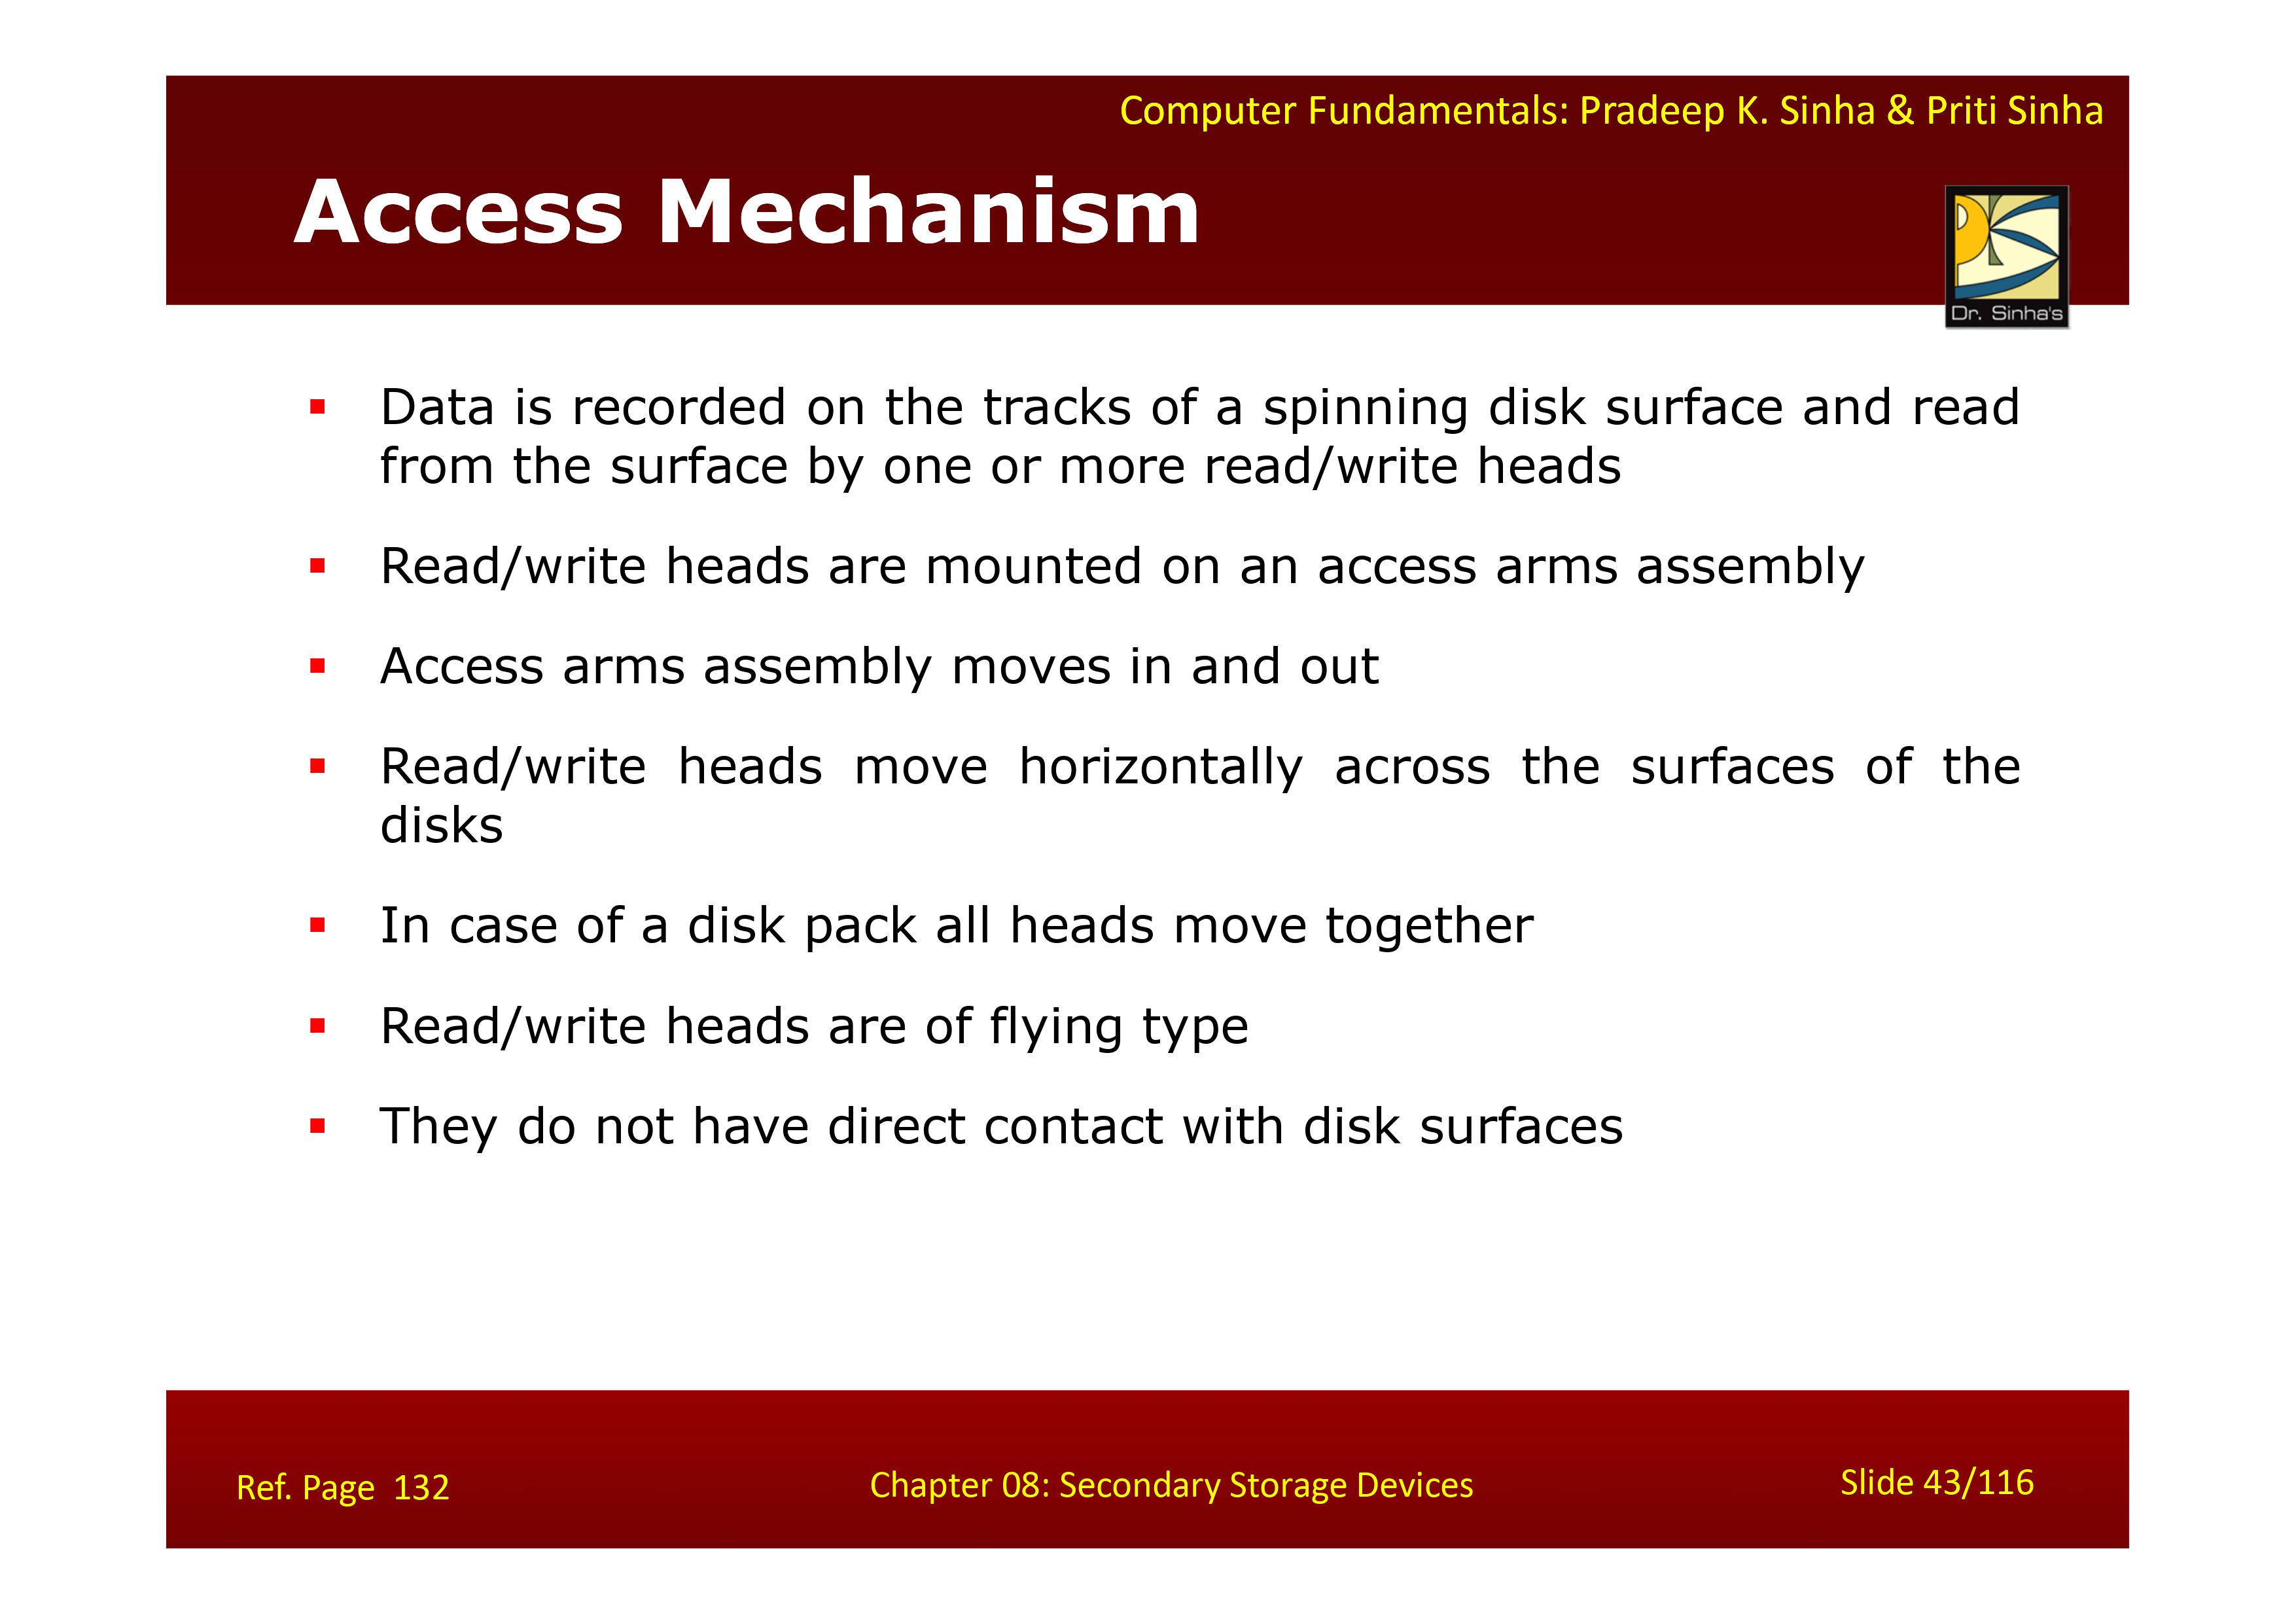 Computer Fundamentals: Pradeep K. Sinha & Priti Sinha
Access Mechanism
Dr. Sinha's
▪ Data is recorded on the tracks of a spinning disk surface and read
from the surface by one or more read/write heads
▪ Read/write heads are mounted on an access arms assembly
▪ Access arms assembly moves in and out
▪ Read/write heads move horizontally across the surfaces of the
disks
▪ In case of a disk pack all heads move together
▪ Read/write heads are of flying type
▪ They do not have direct contact with disk surfaces
Ref. Page 132
Chapter 08: Secondary Storage Devices
Slide 43/116